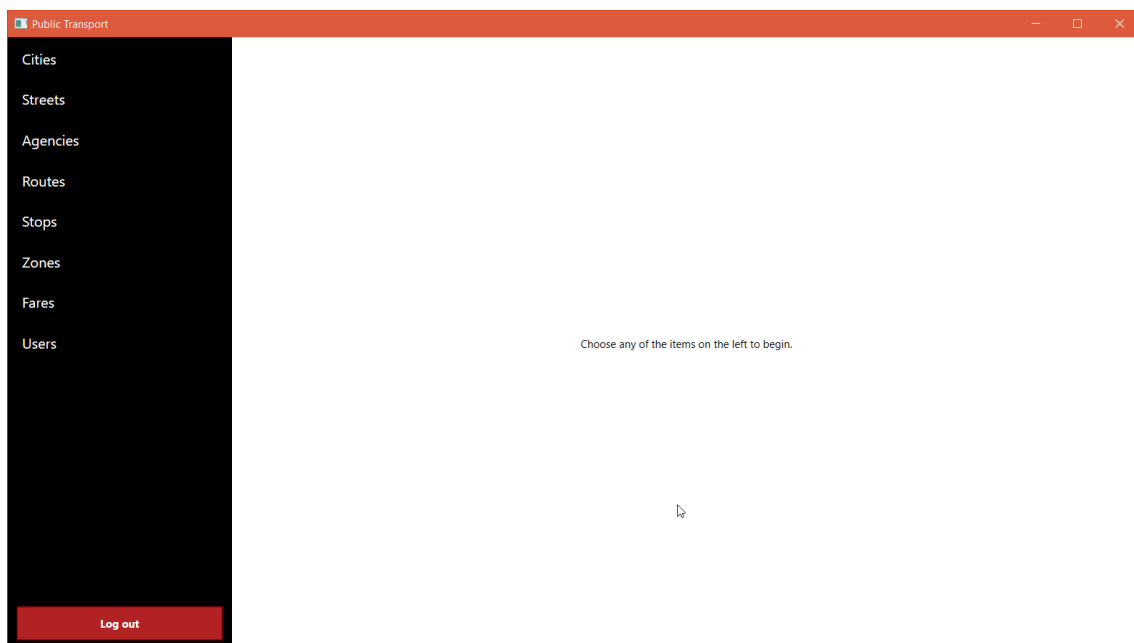 Public Transport
Cities
Streets
Agencies
Routes
Stops
Zones
Fares
Users
Choose any of the items on the left to begin.
Log out